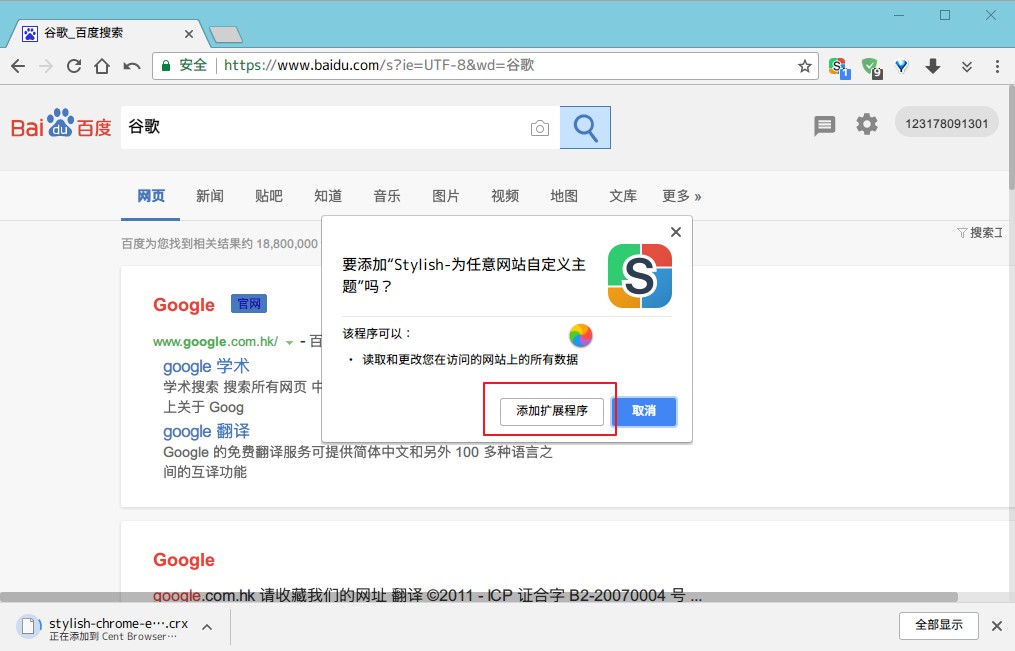 谷歌_百度搜索
安全 https://www.baidu.com/s?ie=UTF-8&wd=谷歌
S 1 9
Bai du 百度 谷歌 123178091301
网页 新闻 贴吧 知道 音乐 图片 视频 地图 文库 更多 »
百度为您找到相关结果约 18,800,000
搜索工
要添加“Stylish-为任意网站自定义主
题”吗？
S
该程序可以：
• 读取和更改您在访问的网站上的所有数据
添加扩展程序 取消
Google 官网
www.google.com.hk/ - 百
google 学术
学术搜索 搜索所有网页 中
上关于 Goog
google 翻译
Google 的免费翻译服务可提供简体中文和另外 100 多种语言之
间的互译功能
Google
google.com.hk 请收藏我们的网址 翻译 ©2011 - ICP 证合字 B2-20070004 号 ...
stylish-chrome-e···.crx
正在添加到 Cent Browser···
全部显示